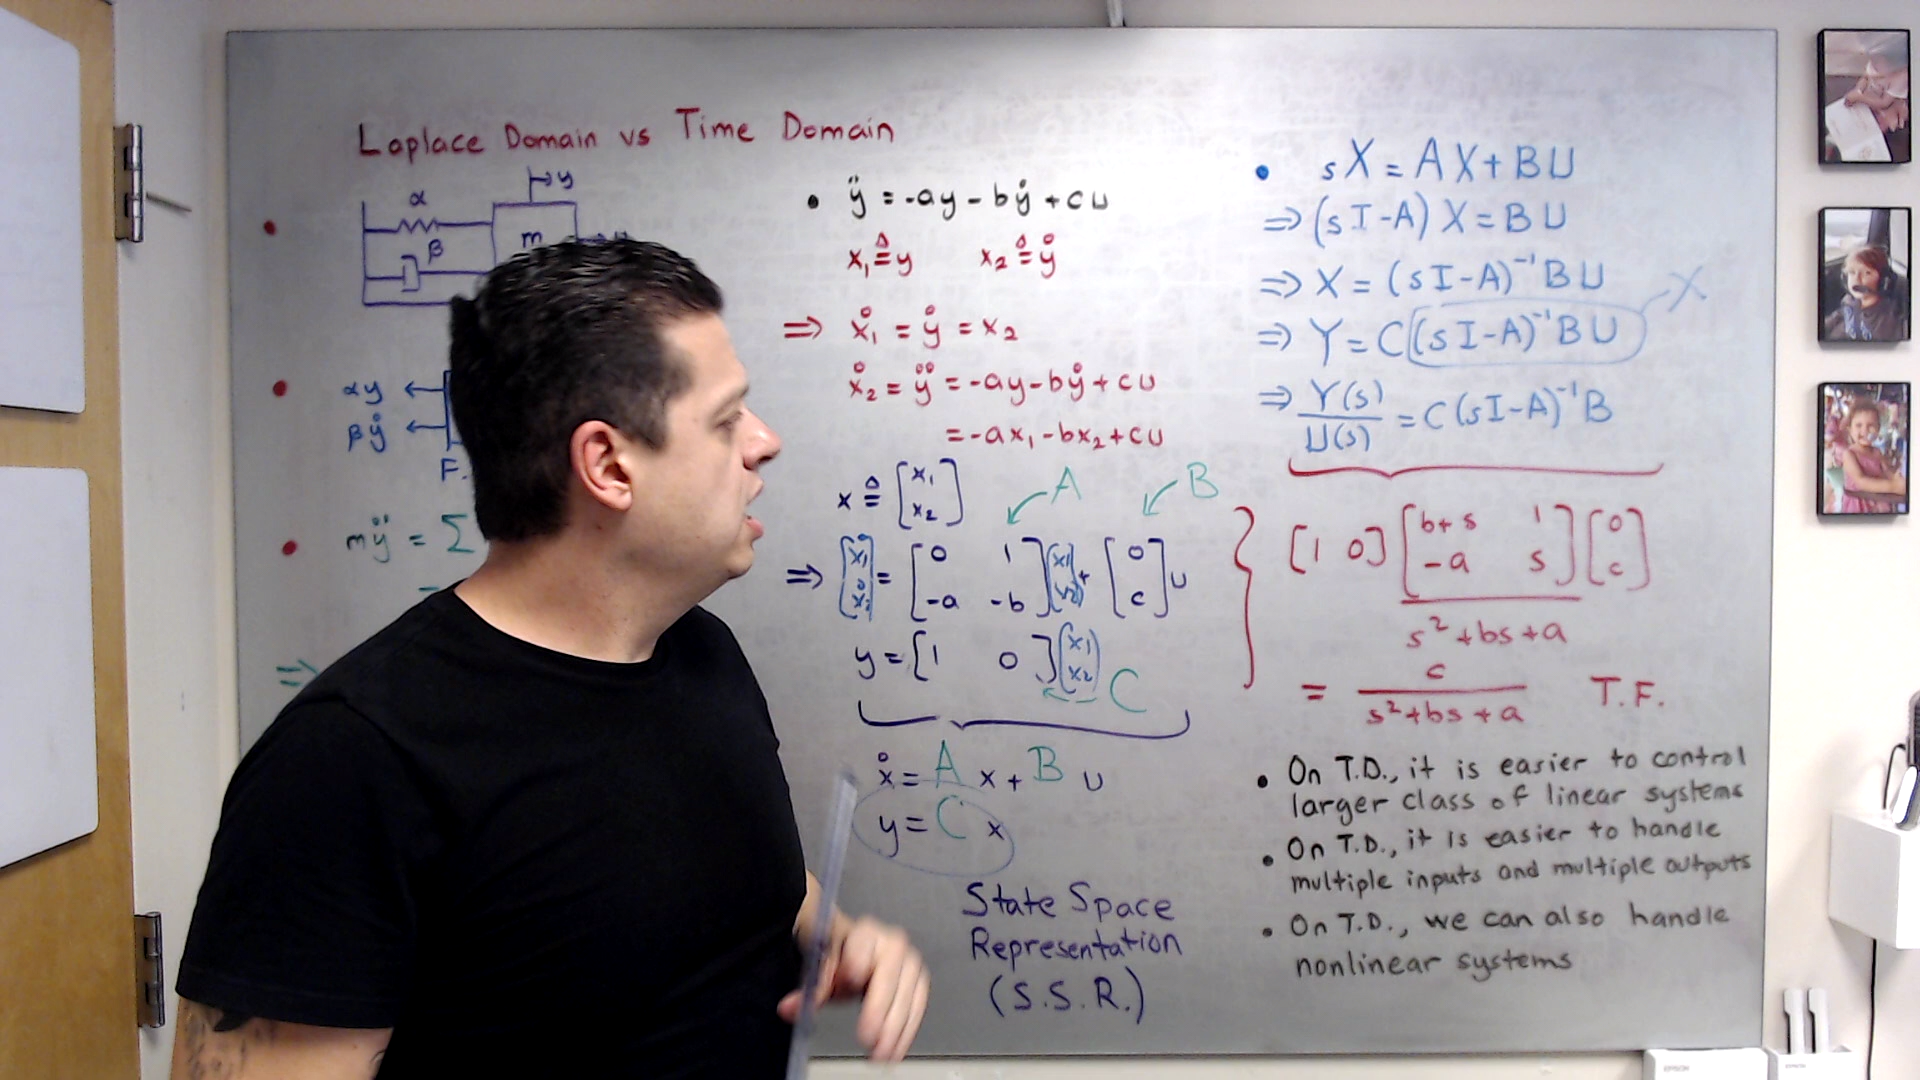 Laplace Domain vs Time Domain
→ y
α
m
β
αy ←
βẏ ←
F.
mÿ = Σ
=
⇒
• ÿ = -ay - bẏ + cu
x₁ ≜ y x₂ ≜ ẏ
⇒ ẋ₁ = ẏ = x₂
ẋ₂ = ÿ = -ay - bẏ + cu
= -ax₁ - bx₂ + cu
x ≜ [x₁ x₂]
A B
⇒ [ẋ₁ ẋ₂] = [0 1 -a -b] [x₁ x₂] + [0 c] u
y = [1 0] [x₁ x₂]
C
ẋ = A x + B u
y = C x
State Space
Representation
(S.S.R.)
• sX = AX + BU
⇒ (sI-A) X = BU
⇒ X = (sI-A)⁻¹ BU
X
⇒ Y = C (sI-A)⁻¹ BU
⇒ Y(s)/U(s) = C (sI-A)⁻¹ B
[1 0] [b+s 1 -a s] [0 c]
s² + bs + a
= c/(s²+bs+a) T.F.
• On T.D., it is easier to control
larger class of linear systems
• On T.D., it is easier to handle
multiple inputs and multiple outputs
• On T.D., we can also handle
nonlinear systems
EPSON